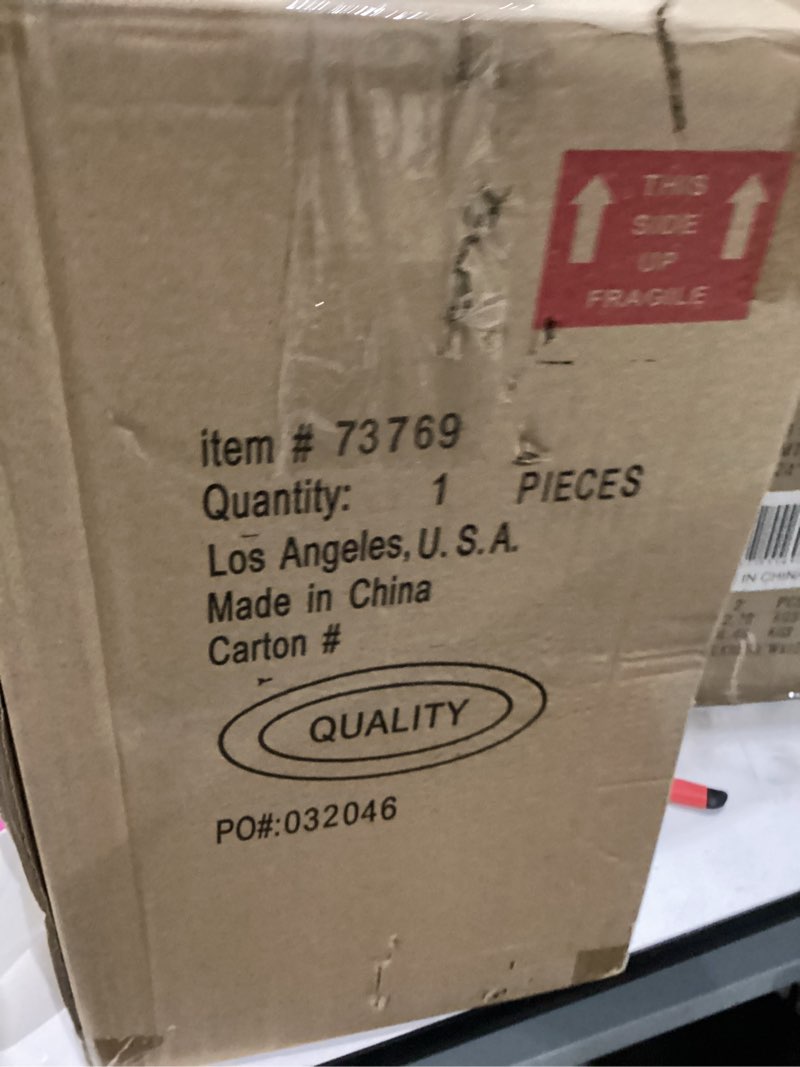 THIS
SIDE
UP
FRAGILE
item # 73769
Quantity: 1 PIECES
Los Angeles, U.S.A.
Made in China
Carton #
QUALITY
PO#:032046
IN CHIN